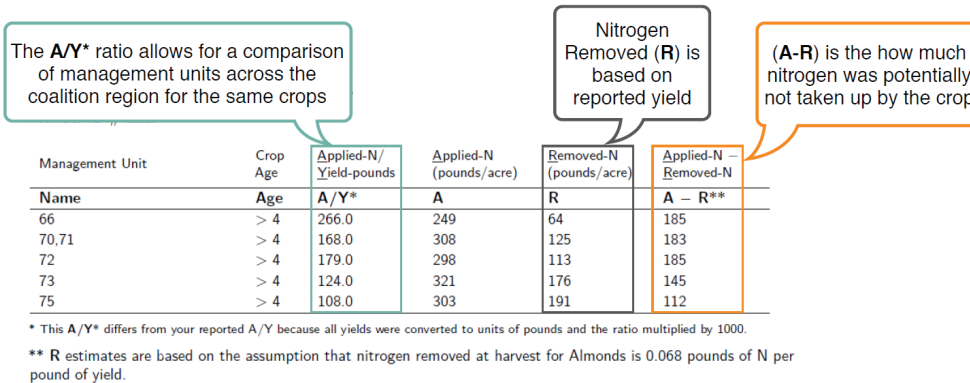 The A/Y* ratio allows for a comparison
of management units across the
coalition region for the same crops
Nitrogen
Removed (R) is
based on
reported yield
(A-R) is the how much
nitrogen was potentially
not taken up by the crop
Management Unit Crop Age Applied-N/ Yield-pounds Applied-N (pounds/acre) Removed-N (pounds/acre) Applied-N – Removed-N
Name Age A/Y* A R A – R**
66 > 4 266.0 249 64 185
70,71 > 4 168.0 308 125 183
72 > 4 179.0 298 113 185
73 > 4 124.0 321 176 145
75 > 4 108.0 303 191 112
* This A/Y* differs from your reported A/Y because all yields were converted to units of pounds and the ratio multiplied by 1000.
** R estimates are based on the assumption that nitrogen removed at harvest for Almonds is 0.068 pounds of N per
pound of yield.